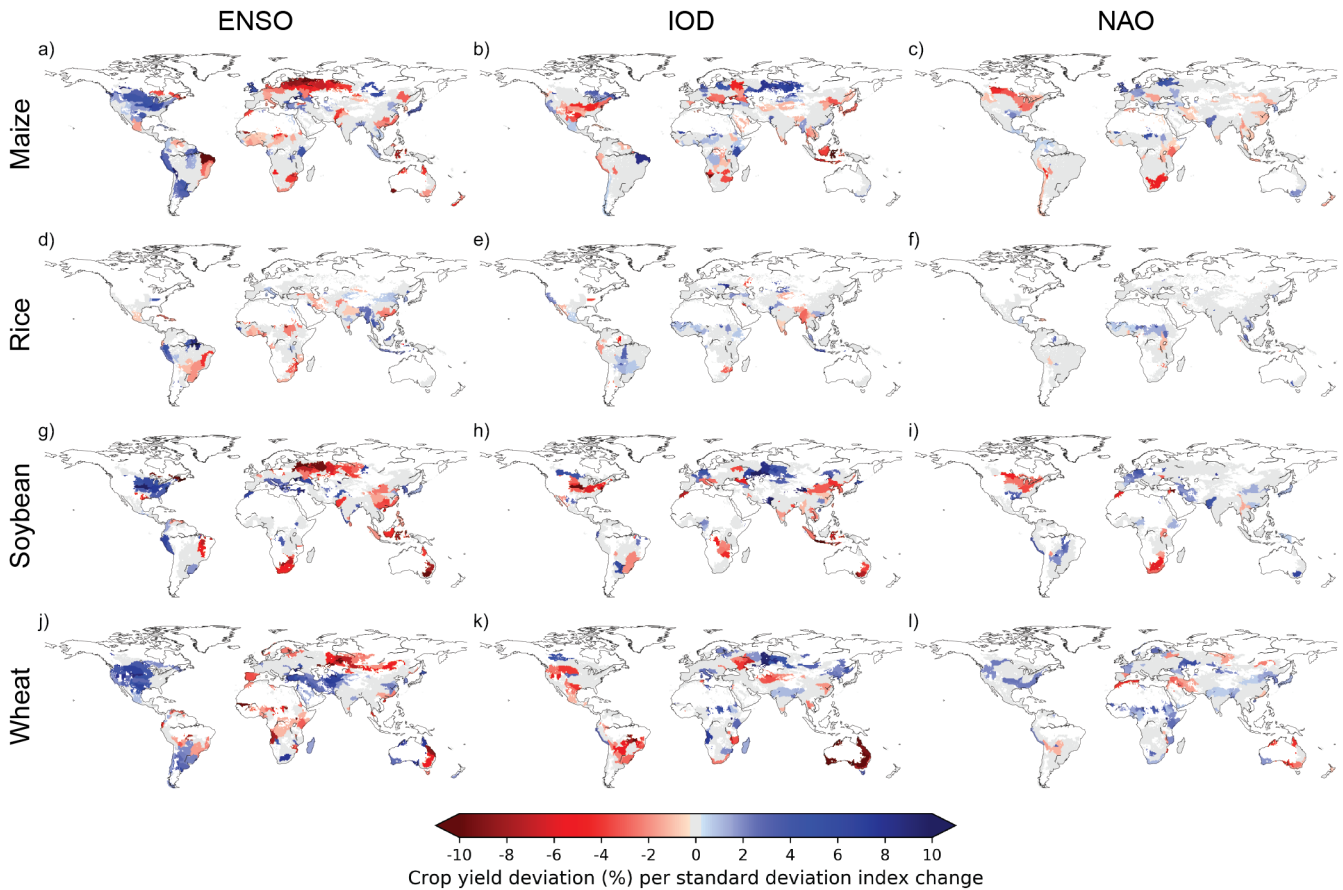 ENSO IOD NAO
a) b) c)
Maize
d) e) f)
Rice
g) h) i)
Soybean
j) k) l)
Wheat
-10 -8 -6 -4 -2 0 2 4 6 8 10
Crop yield deviation (%) per standard deviation index change